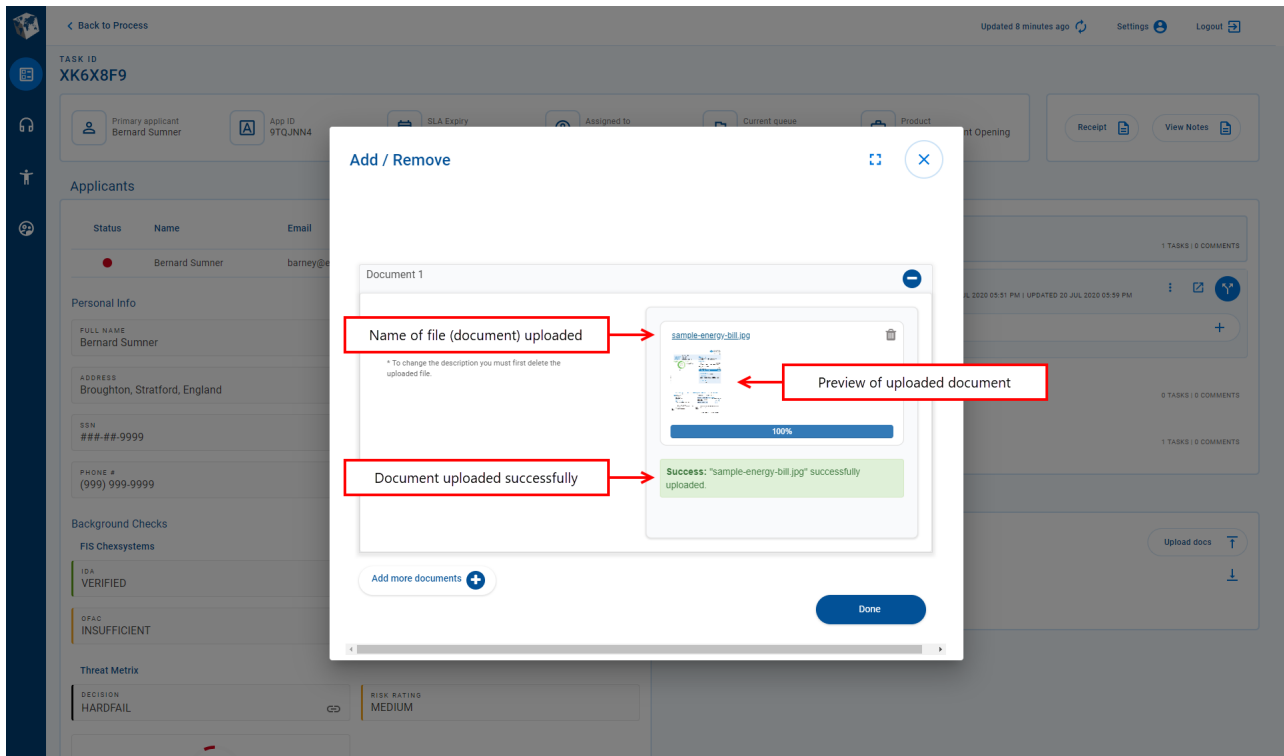 Back to Process
Updated 8 minutes ago
Settings
Logout
TASK ID
XK6X8F9
Primary applicant
Bernard Sumner
App ID
9TQJNN4
SLA Expiry
Assigned to
Current queue
Product
nt Opening
Receipt
View Notes
Add / Remove
Applicants
Status
Name
Email
Bernard Sumner
barney@e
1 TASKS | 0 COMMENTS
JL 2020 05:51 PM | UPDATED 20 JUL 2020 05:59 PM
0 TASKS | 0 COMMENTS
1 TASKS | 0 COMMENTS
Personal Info
FULL NAME
Bernard Sumner
ADDRESS
Broughton, Stratford, England
SSN
###-##-9999
PHONE #
(999) 999-9999
Document 1
Name of file (document) uploaded
* To change the description you must first delete the
uploaded file.
sample-energy-bill.jpg
Preview of uploaded document
100%
Document uploaded successfully
Success: "sample-energy-bill.jpg" successfully
uploaded.
Add more documents
Done
Upload docs
Background Checks
FIS Chexsystems
IDA
VERIFIED
OFAC
INSUFFICIENT
Threat Metrix
DECISION
HARDFAIL
RISK RATING
MEDIUM